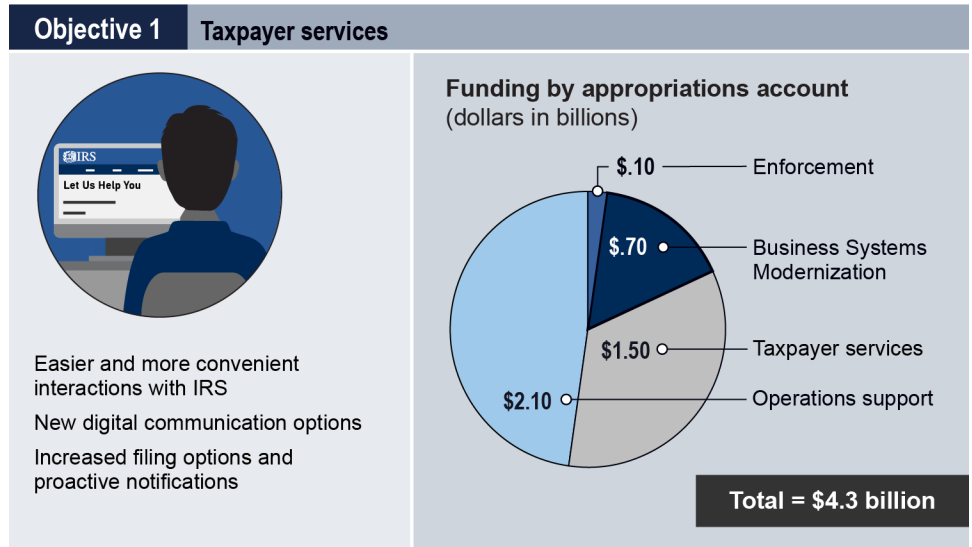 Objective 1
Taxpayer services
IRS
Let Us Help You
Easier and more convenient
interactions with IRS
New digital communication options
Increased filing options and
proactive notifications
Funding by appropriations account
(dollars in billions)
$.10
Enforcement
$.70
Business Systems
Modernization
$1.50
Taxpayer services
$2.10
Operations support
Total = $4.3 billion